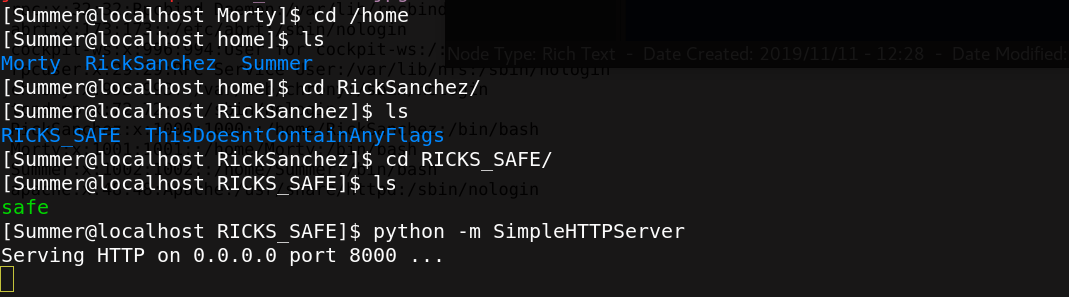 [Summer@localhost Morty]$ cd /home
[Summer@localhost home]$ ls
Node Type: Rich Text - Date Created: 2019/11/11 - 12:28 - Date Modified:
Morty RickSanchez Summer
[Summer@localhost home]$ cd RickSanchez/
[Summer@localhost RickSanchez]$ ls
RICKS_SAFE ThisDoesntContainAnyFlags
[Summer@localhost RickSanchez]$ cd RICKS_SAFE/
[Summer@localhost RICKS_SAFE]$ ls
safe
[Summer@localhost RICKS_SAFE]$ python -m SimpleHTTPServer
Serving HTTP on 0.0.0.0 port 8000 ...